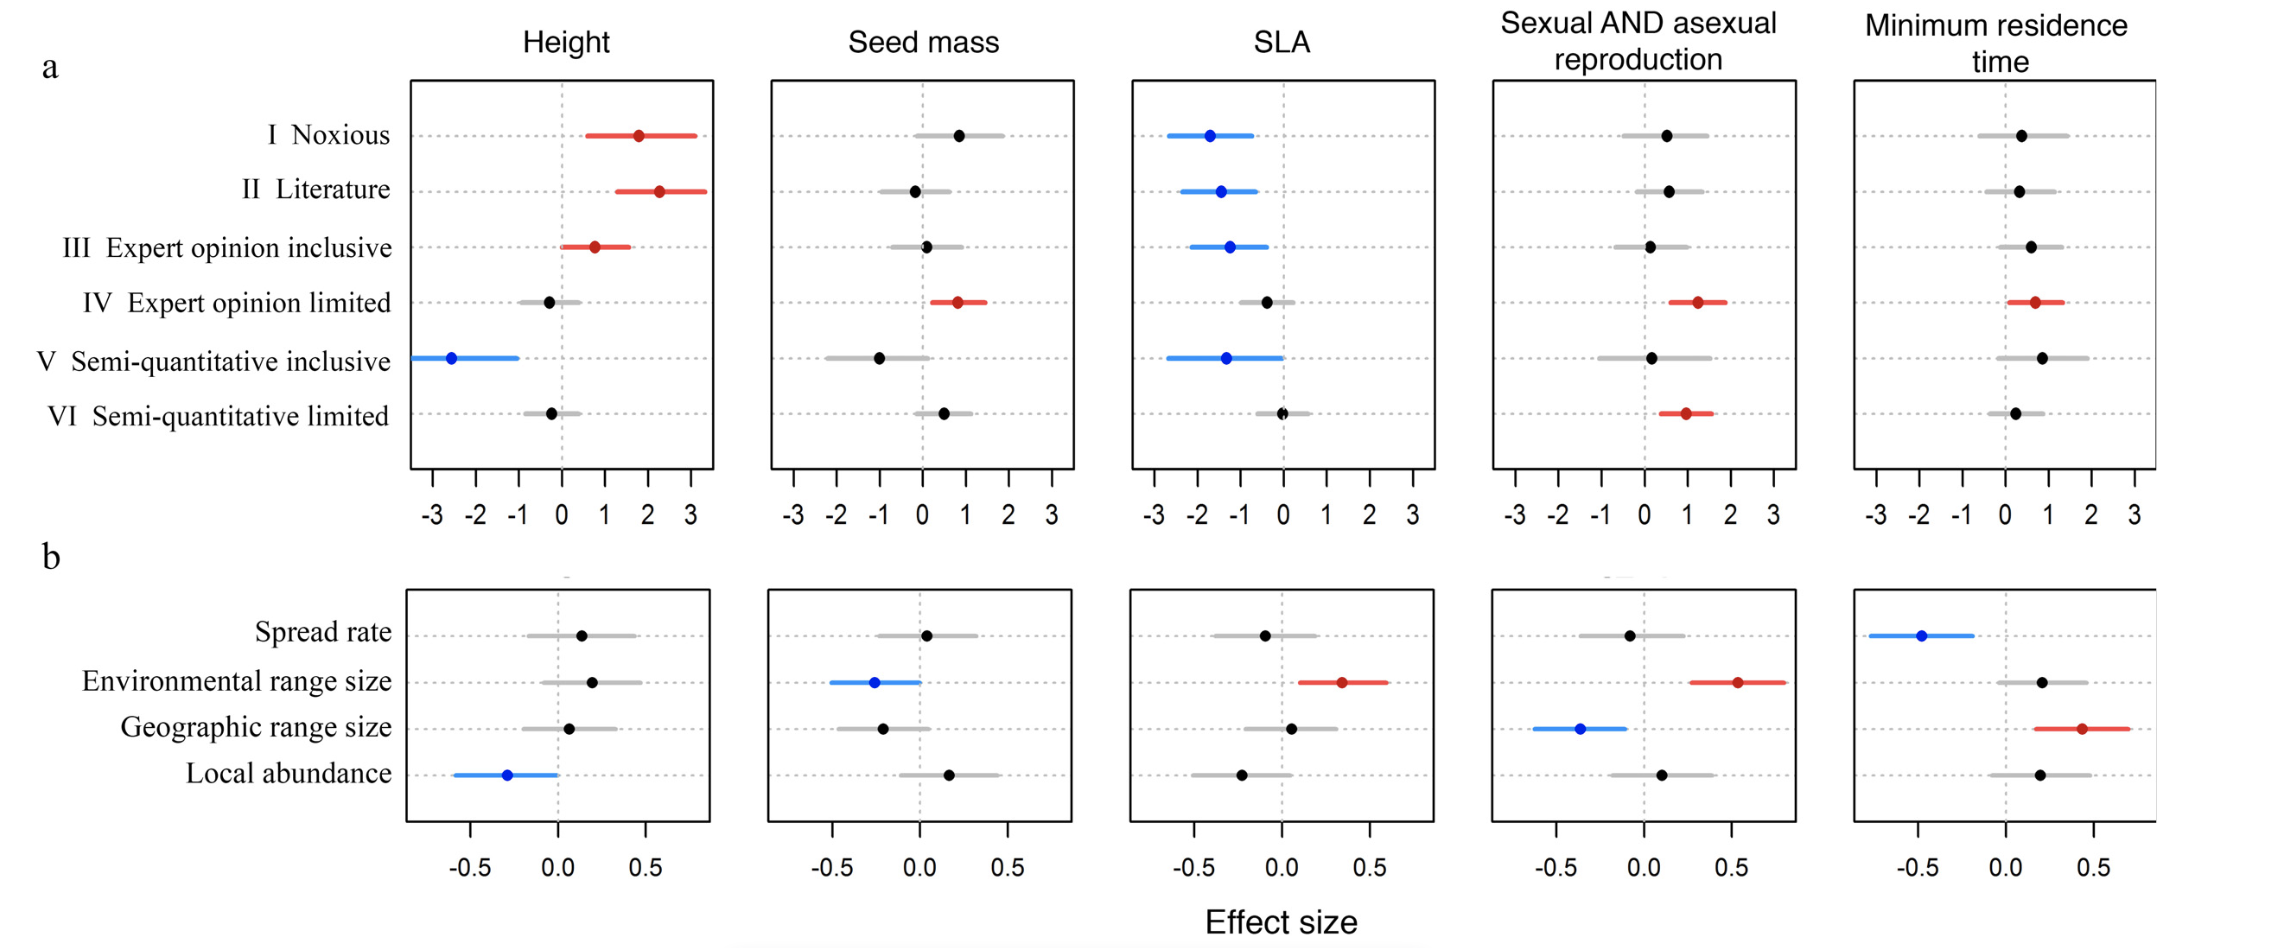 a
Height
Seed mass
SLA
Sexual AND asexual
reproduction
Minimum residence
time
I Noxious
II Literature
III Expert opinion inclusive
IV Expert opinion limited
V Semi-quantitative inclusive
VI Semi-quantitative limited
-3 -2 -1 0 1 2 3
-3 -2 -1 0 1 2 3
-3 -2 -1 0 1 2 3
-3 -2 -1 0 1 2 3
-3 -2 -1 0 1 2 3
b
Spread rate
Environmental range size
Geographic range size
Local abundance
-0.5 0.0 0.5
-0.5 0.0 0.5
-0.5 0.0 0.5
-0.5 0.0 0.5
-0.5 0.0 0.5
Effect size